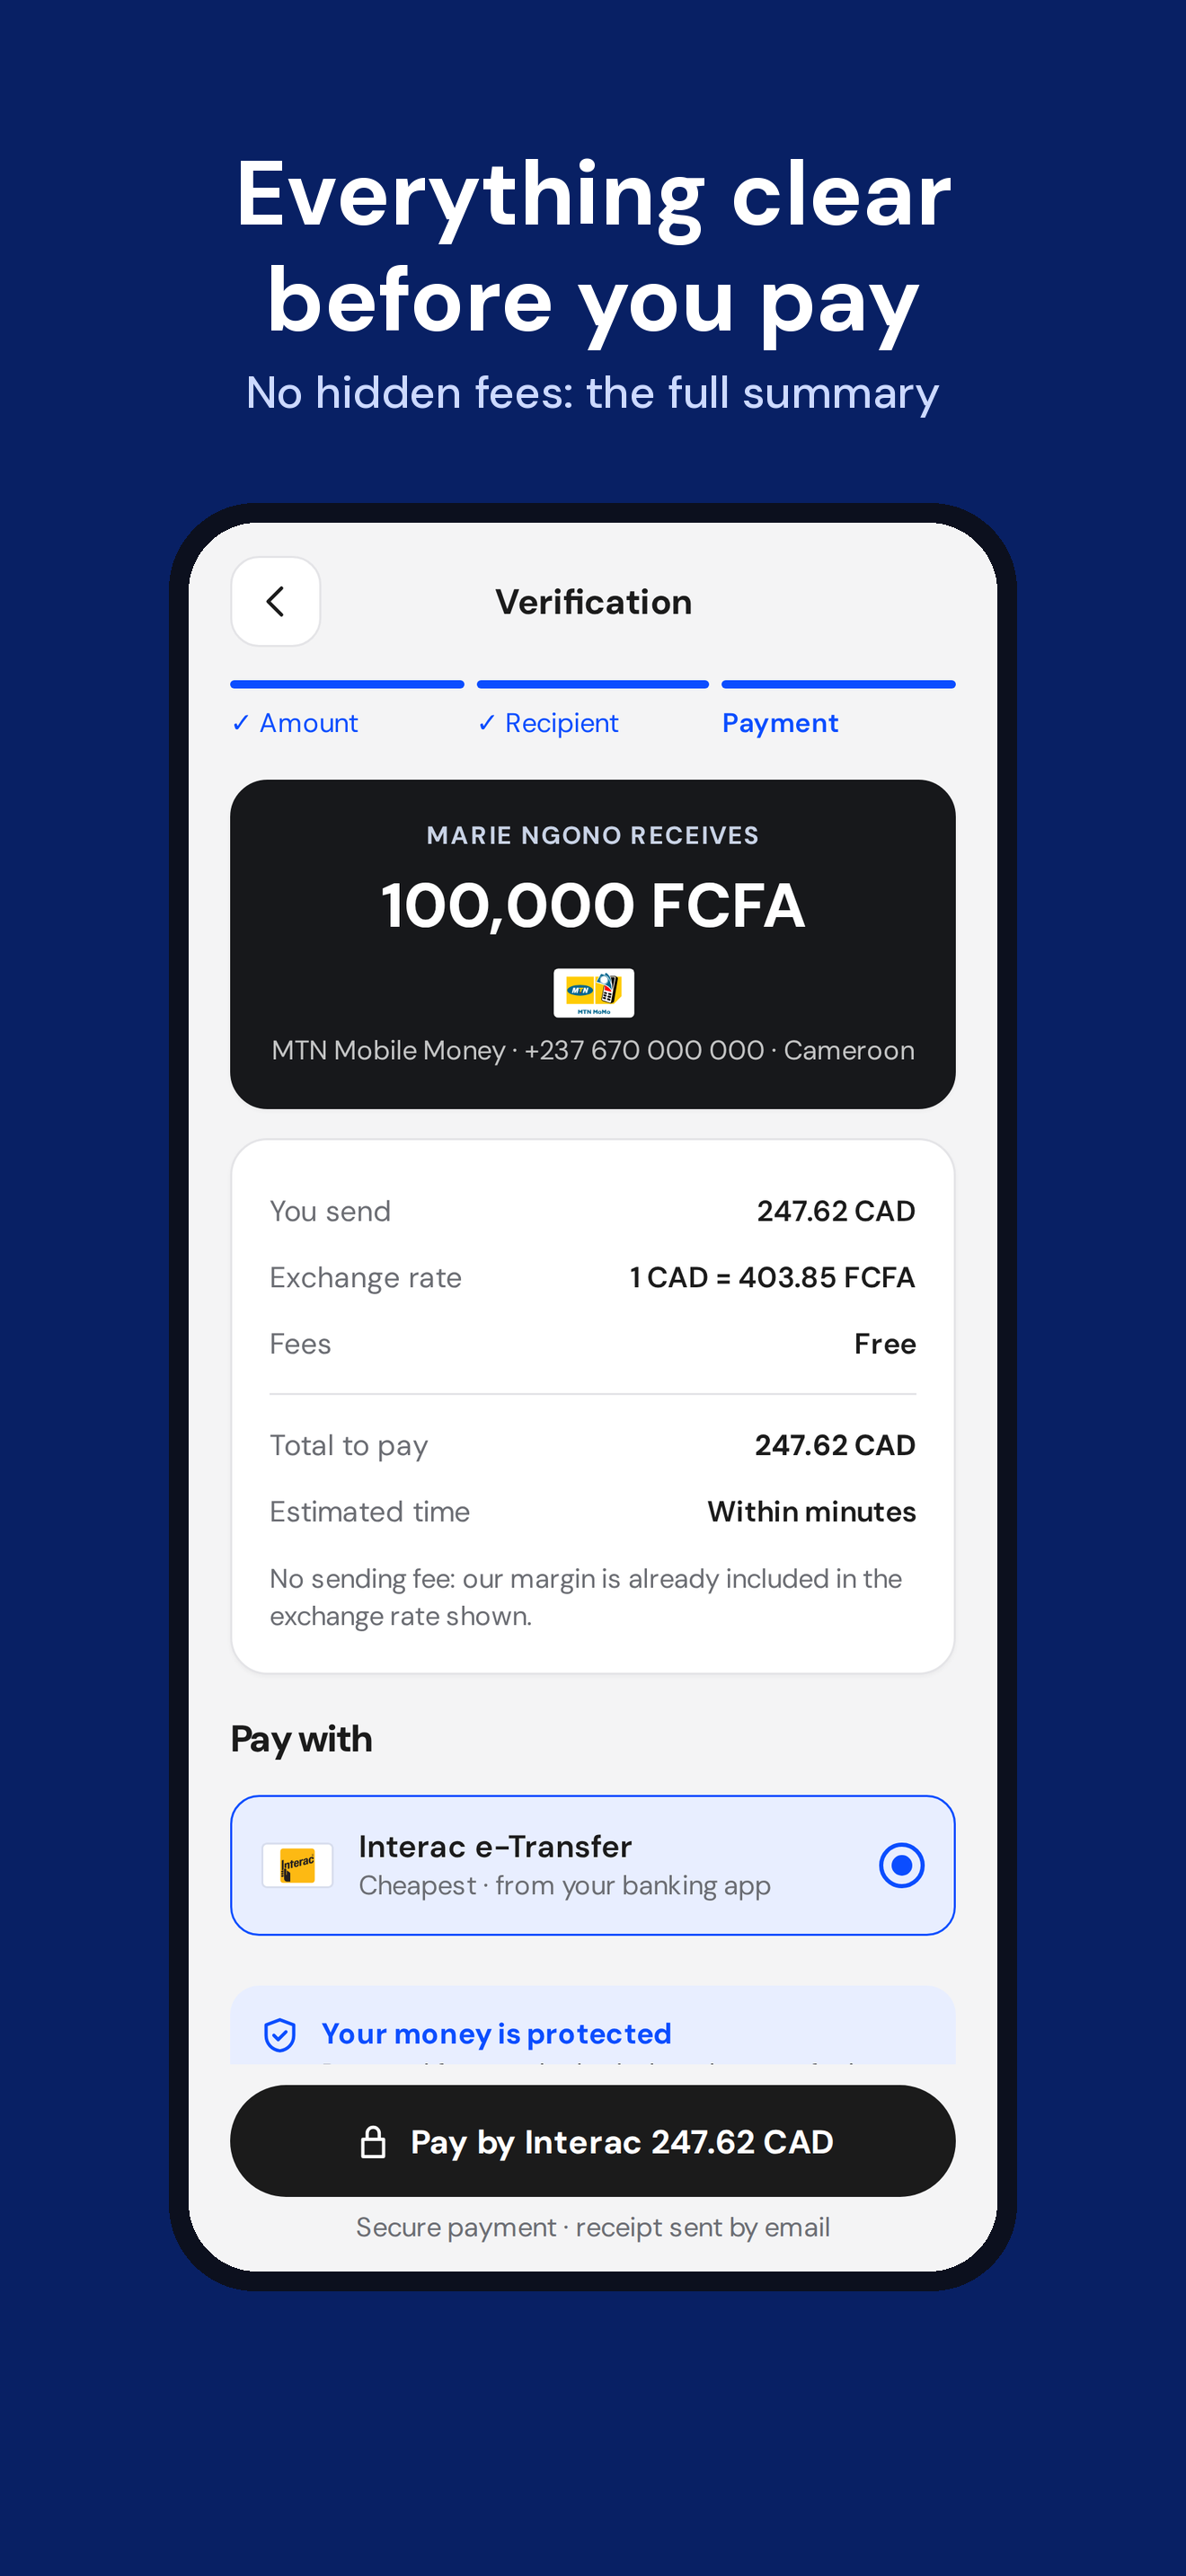 Everything clear
before you pay
No hidden fees: the full summary
Verification
✓ Amount
✓ Recipient
Payment
MARIE NGONO RECEIVES
100,000 FCFA
MTN
MTN MoMo
MTN Mobile Money · +237 670 000 000 · Cameroon
You send 247.62 CAD
Exchange rate 1 CAD = 403.85 FCFA
Fees Free
Total to pay 247.62 CAD
Estimated time Within minutes
No sending fee: our margin is already included in the
exchange rate shown.
Pay with
Interac
Interac e-Transfer
Cheapest · from your banking app
Your money is protected
Pay by Interac 247.62 CAD
Secure payment · receipt sent by email